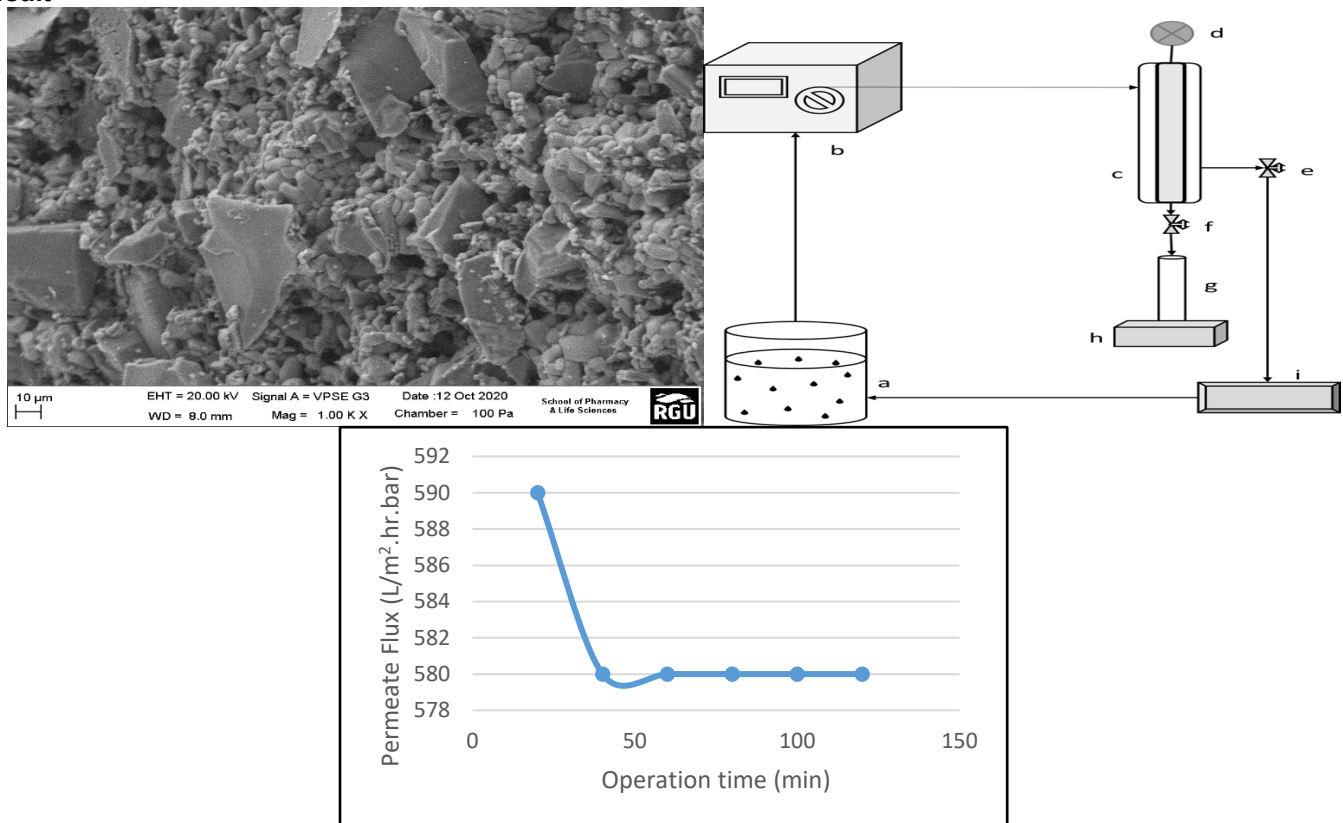 10 µm
EHT = 20.00 kV Signal A = VPSE G3 Date :12 Oct 2020 School of Pharmacy
WD = 8.0 mm Mag = 1.00 K X Chamber = 100 Pa & Life Sciences
RGU
a
b
c
d
e
f
g
h
i
Permeate Flux (L/m².hr.bar)
592
590
588
586
584
582
580
578
0 50 100 150
Operation time (min)